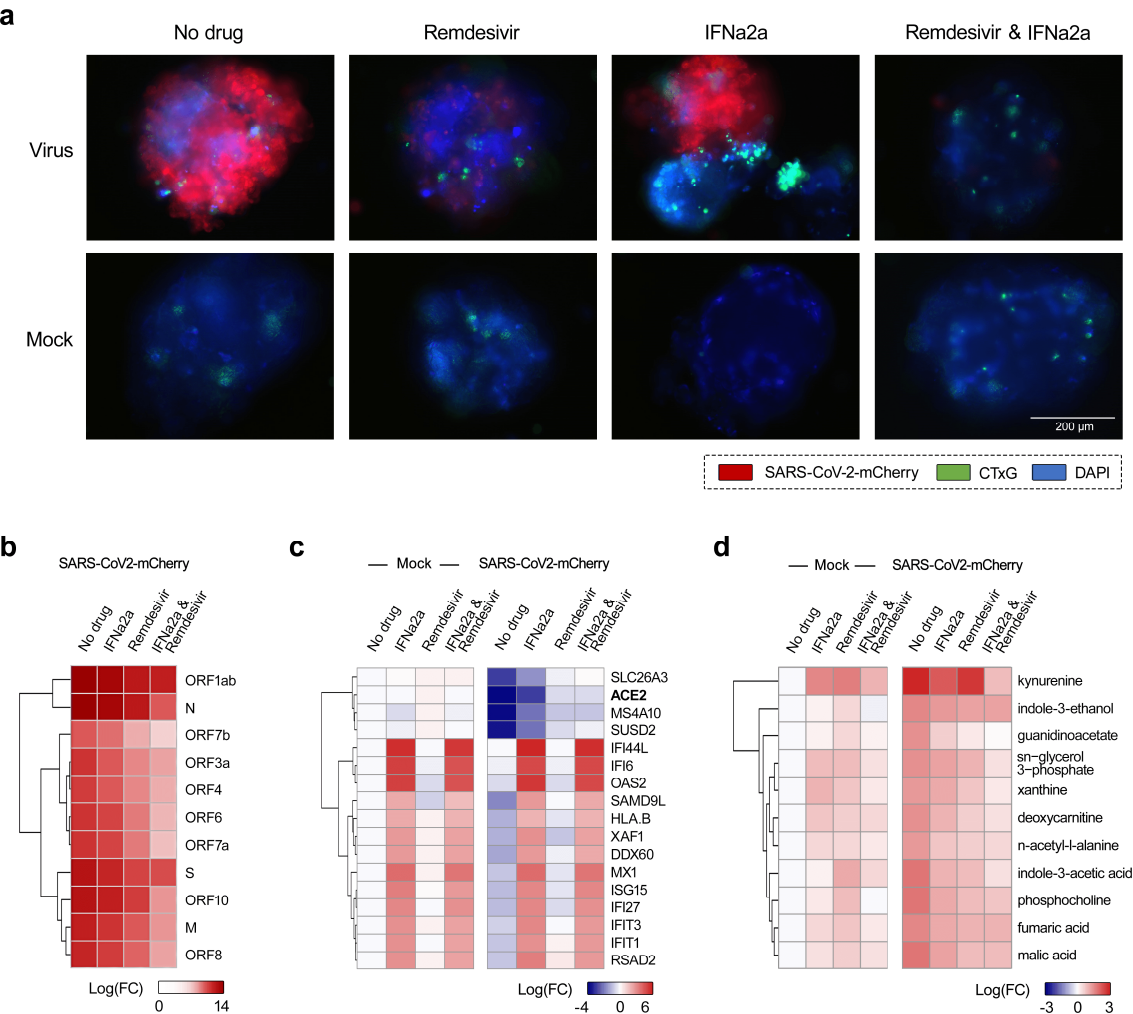 a
No drug
Remdesivir
IFNa2a
Remdesivir & IFNa2a
Virus
Mock
200 µm
SARS-CoV-2-mCherry
CTxG
DAPI
b
SARS-CoV2-mCherry
No drug
IFNa2a
Remdesivir
IFNa2a &
Remdesivir
ORF1ab
N
ORF7b
ORF3a
ORF4
ORF6
ORF7a
S
ORF10
M
ORF8
Log(FC)
0
14
c
Mock
SARS-CoV2-mCherry
No drug
IFNa2a
Remdesivir
IFNa2a &
Remdesivir
No drug
IFNa2a
Remdesivir
IFNa2a &
Remdesivir
SLC26A3
ACE2
MS4A10
SUSD2
IFI44L
IFI6
OAS2
SAMD9L
HLA.B
XAF1
DDX60
MX1
ISG15
IFI27
IFIT3
IFIT1
RSAD2
Log(FC)
-4
0
6
d
Mock
SARS-CoV2-mCherry
No drug
IFNa2a
Remdesivir
IFNa2a &
Remdesivir
No drug
IFNa2a
Remdesivir
IFNa2a &
Remdesivir
kynurenine
indole-3-ethanol
guanidinoacetate
sn-glycerol
3-phosphate
xanthine
deoxycarnitine
n-acetyl-l-alanine
indole-3-acetic acid
phosphocholine
fumaric acid
malic acid
Log(FC)
-3
0
3